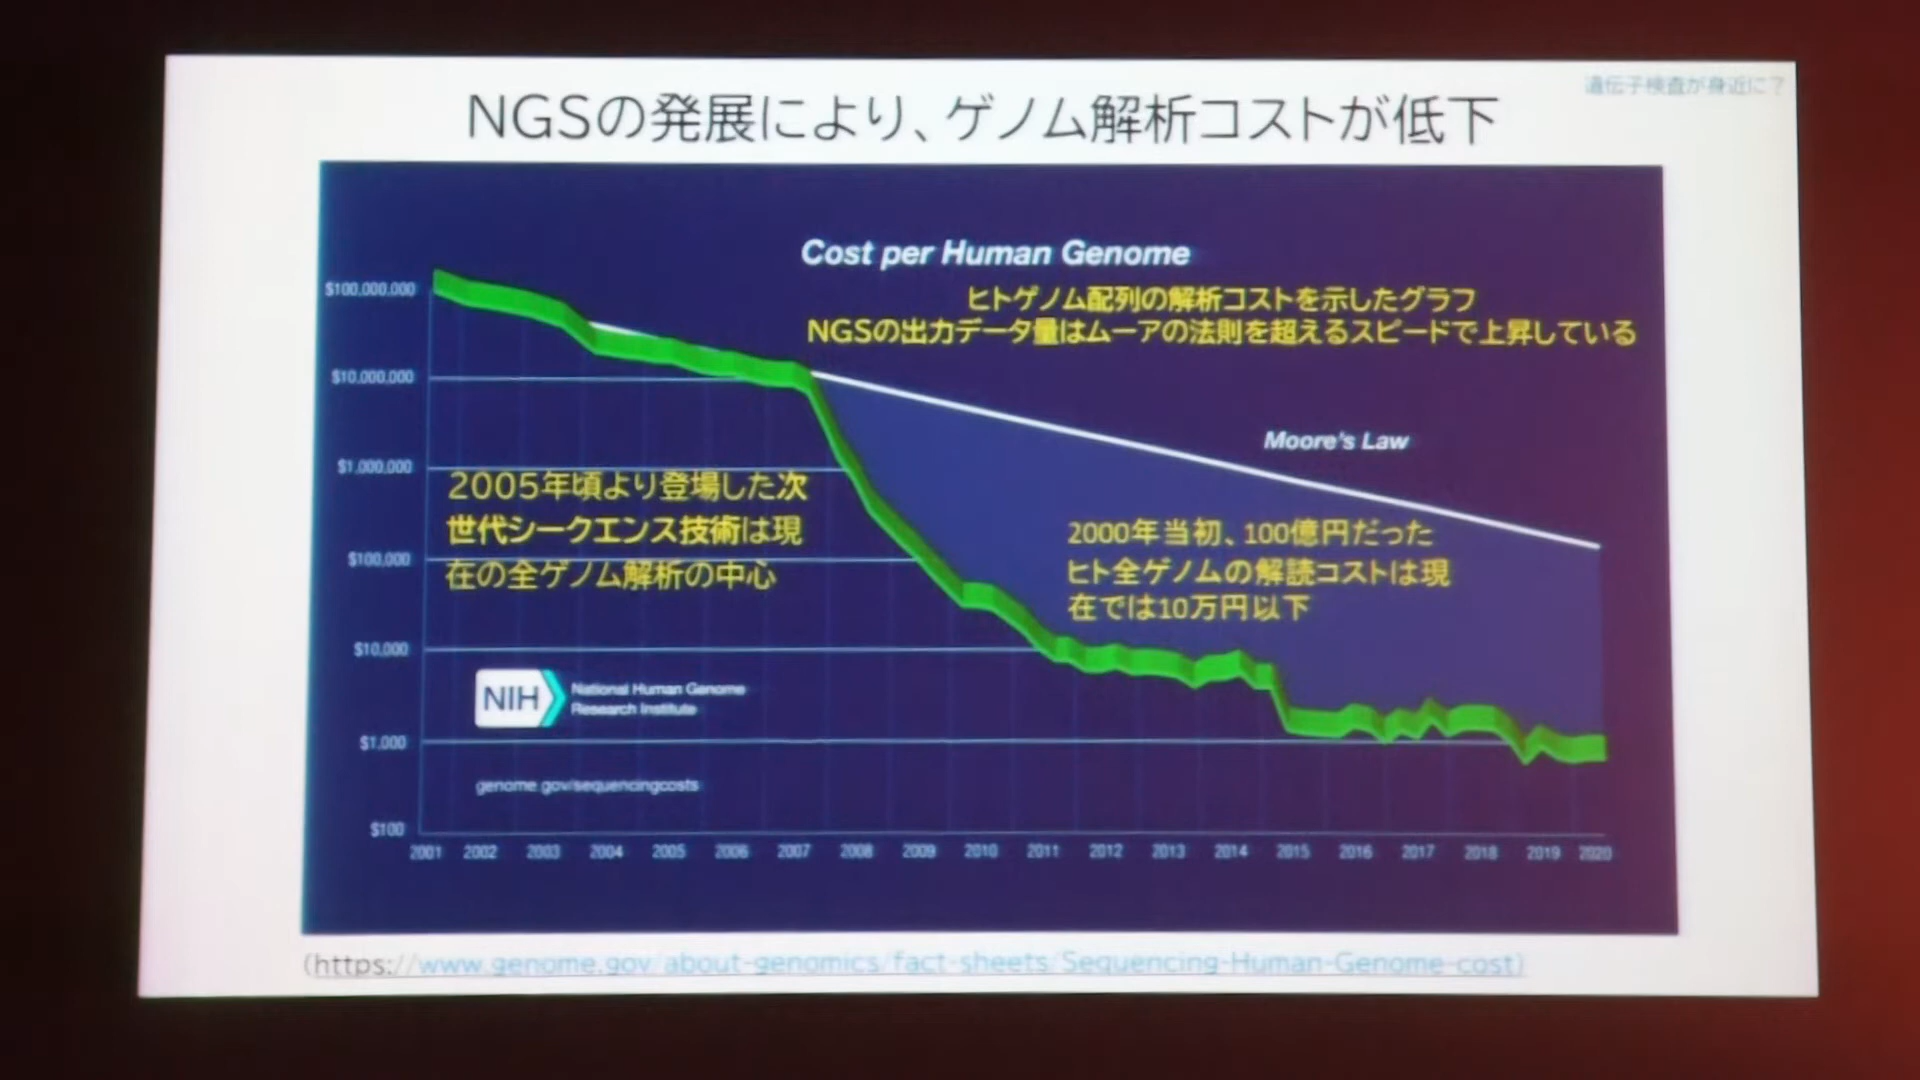 遺伝子検査が身近に?
NGSの発展により、ゲノム解析コストが低下
Cost per Human Genome
ヒトゲノム配列の解析コストを示したグラフ
NGSの出力データ量はムーアの法則を超えるスピードで上昇している
$100,000,000
$10,000,000
Moore's Law
$1,000,000
2005年頃より登場した次
世代シークエンス技術は現
在の全ゲノム解析の中心
2000年当初、100億円だった
ヒト全ゲノムの解読コストは現
在では10万円以下
$100,000
$10,000
NIH
National Human Genome
Research Institute
$1,000
genome.gov/sequencingcosts
$100
2001 2002 2003 2004 2005 2006 2007 2008 2009 2010 2011 2012 2013 2014 2015 2016 2017 2018 2019 2020
(https://www.genome.gov/about-genomics/fact-sheets/Sequencing-Human-Genome-cost)